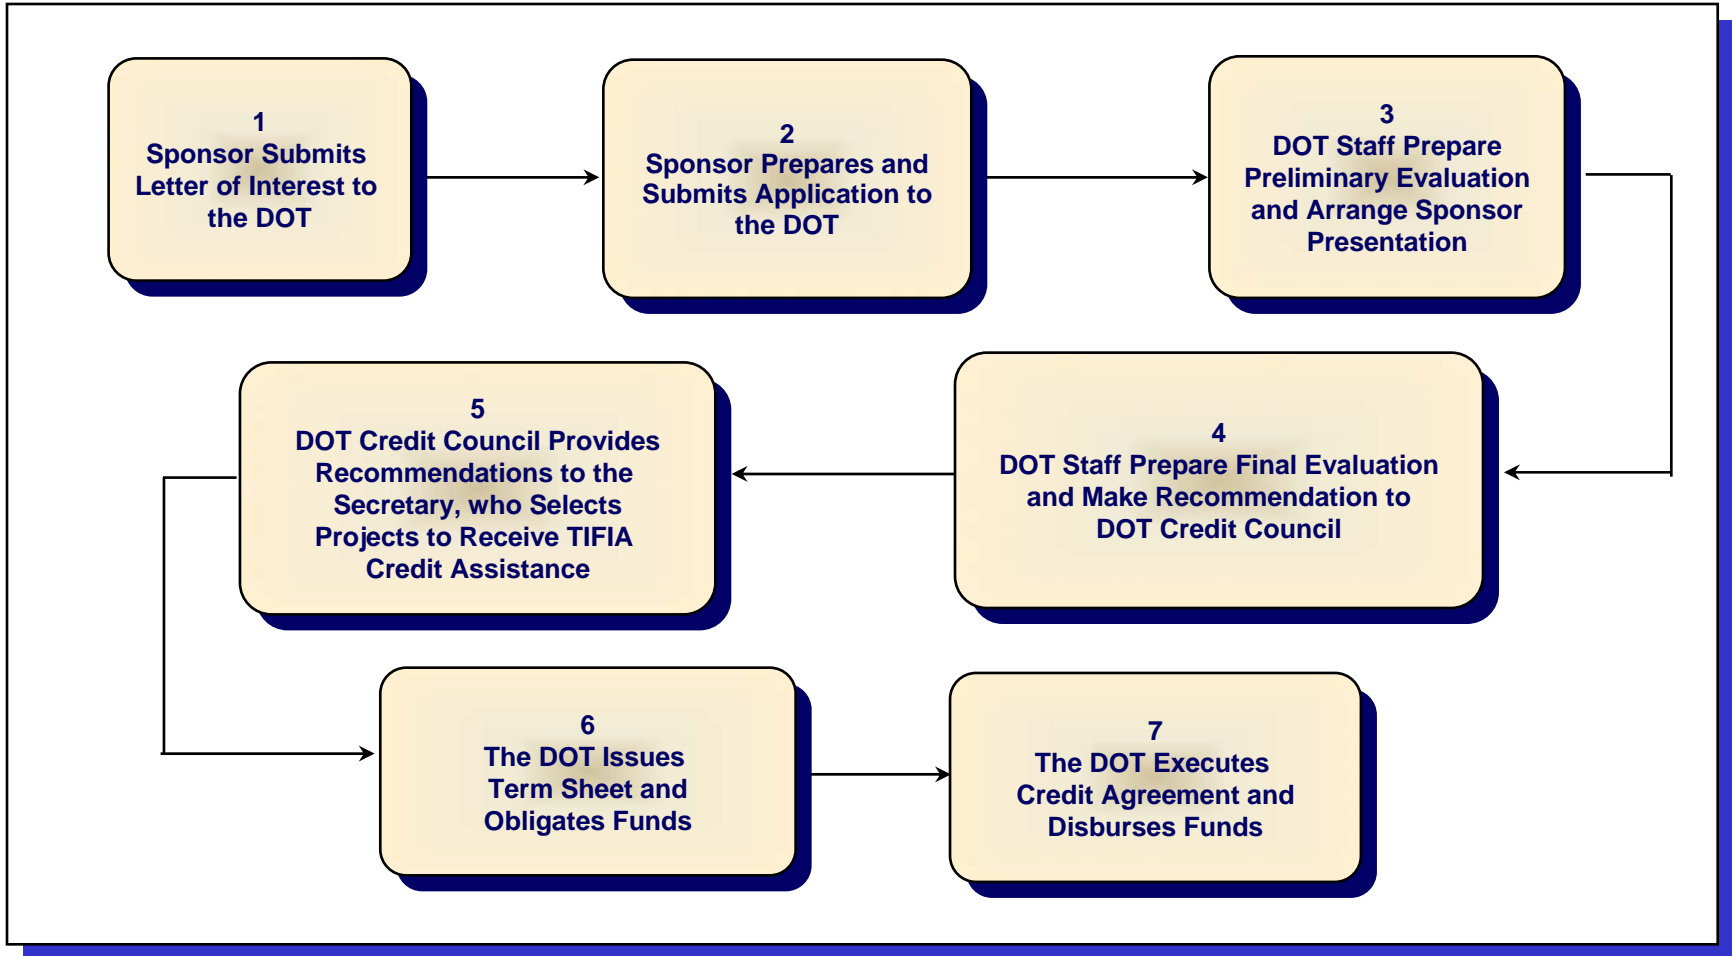 1
Sponsor Submits
Letter of Interest to
the DOT
2
Sponsor Prepares and
Submits Application to
the DOT
3
DOT Staff Prepare
Preliminary Evaluation
and Arrange Sponsor
Presentation
4
DOT Staff Prepare Final Evaluation
and Make Recommendation to
DOT Credit Council
5
DOT Credit Council Provides
Recommendations to the
Secretary, who Selects
Projects to Receive TIFIA
Credit Assistance
6
The DOT Issues
Term Sheet and
Obligates Funds
7
The DOT Executes
Credit Agreement and
Disburses Funds